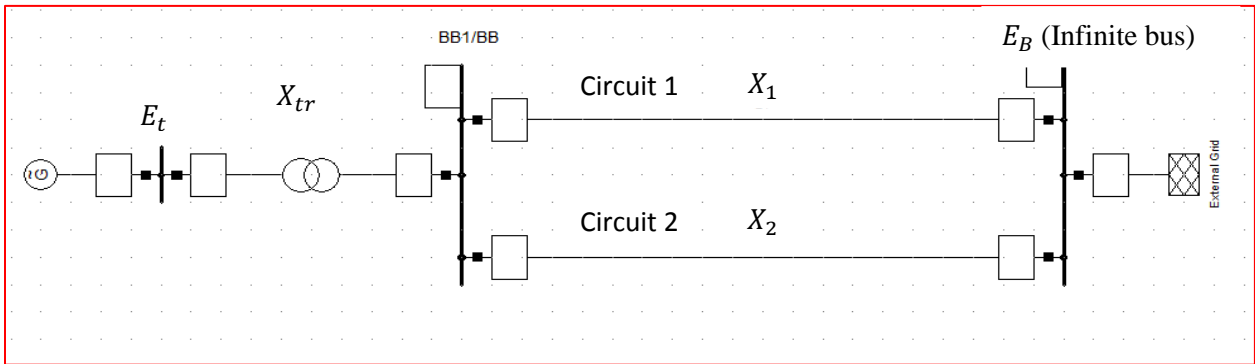 BB1/BB
E_B (Infinite bus)
Circuit 1 X_1
X_tr
E_t
G
External Grid
Circuit 2 X_2